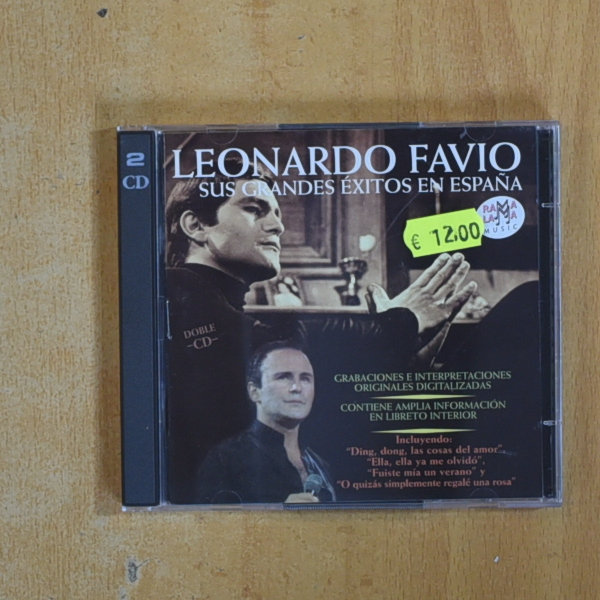 2
CD
LEONARDO FAVIO
SUS GRANDES ÉXITOS EN ESPAÑA
RAMA
LAMA
MUSIC
€ 12,00
DOBLE
-CD-
GRABACIONES E INTERPRETACIONES
ORIGINALES DIGITALIZADAS
CONTIENE AMPLIA INFORMACIÓN
EN LIBRETO INTERIOR
Incluyendo:
"Ding, dong, las cosas del amor",
"Ella, ella ya me olvidó",
"Fuiste mía un verano" y
"O quizás simplemente regalé una rosa"